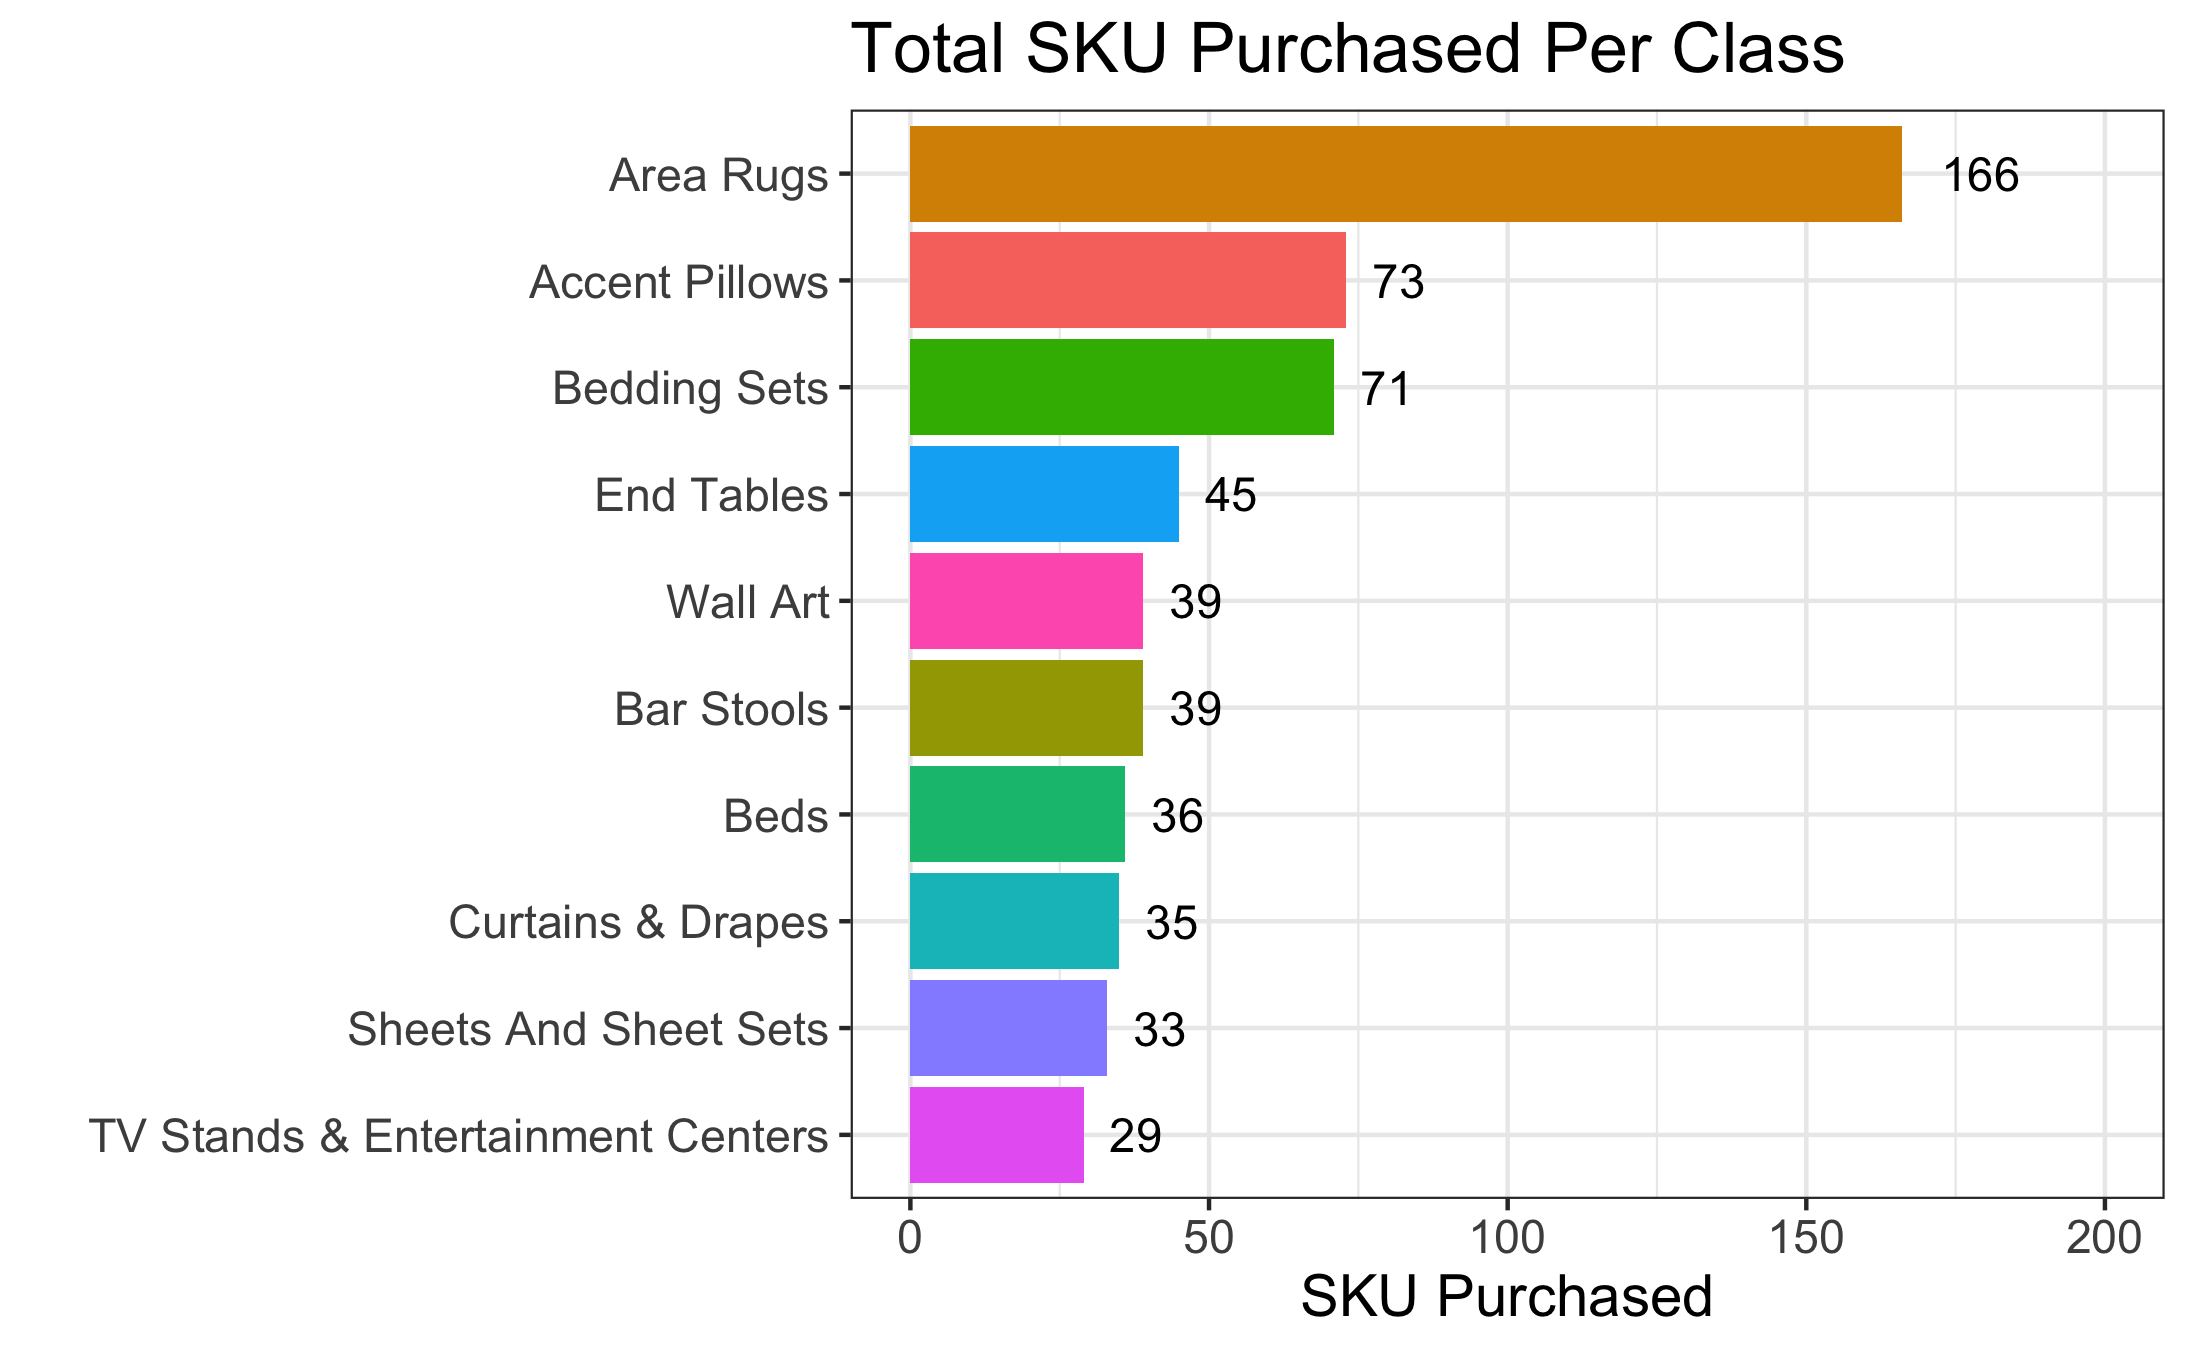 Total SKU Purchased Per Class
Area Rugs 166
Accent Pillows 73
Bedding Sets 71
End Tables 45
Wall Art 39
Bar Stools 39
Beds 36
Curtains & Drapes 35
Sheets And Sheet Sets 33
TV Stands & Entertainment Centers 29
0 50 100 150 200
SKU Purchased